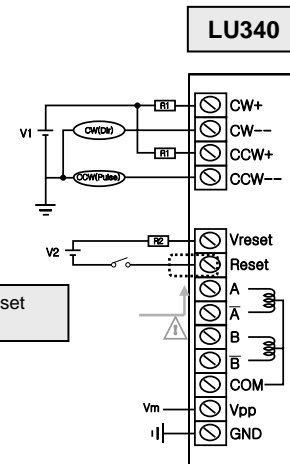 LU340
R1 CW+
V1 CW(Dir) CW--
R1 CCW+
CCW(Pulse) CCW--
R2 Vreset
V2 Reset
set
A
A̅
B
B̅
COM
Vm Vpp
GND